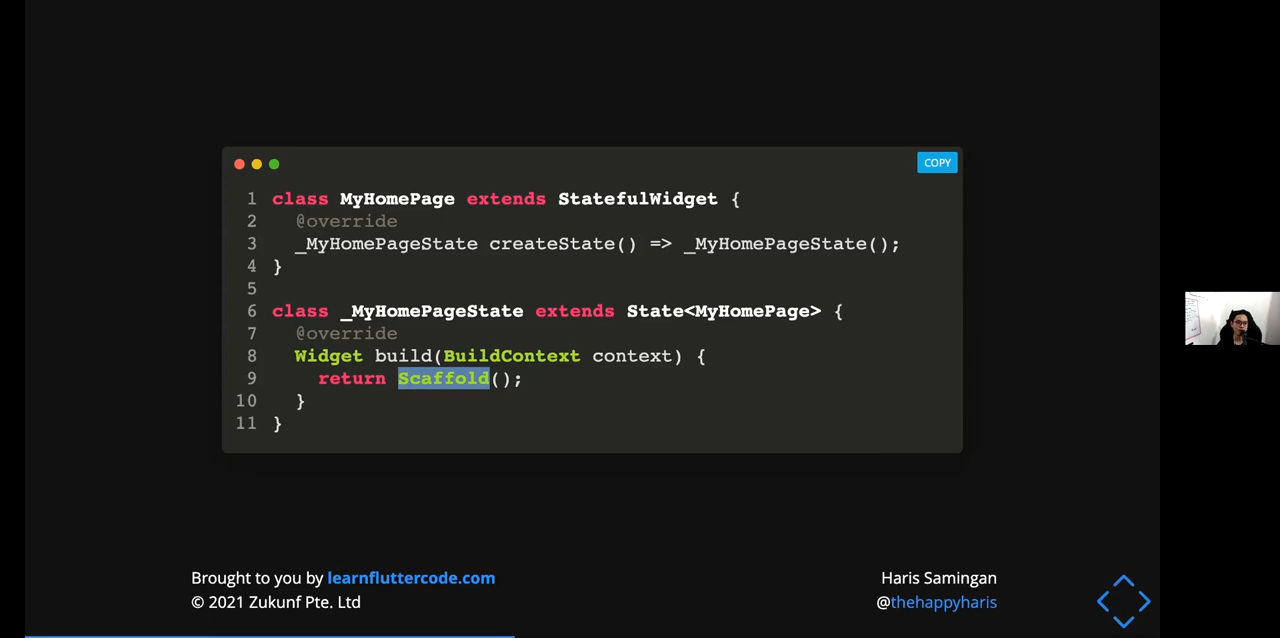 COPY
1 class MyHomePage extends StatefulWidget {
2 @override
3 _MyHomePageState createState() => _MyHomePageState();
4 }
5
6 class _MyHomePageState extends State<MyHomePage> {
7 @override
8 Widget build(BuildContext context) {
9 return Scaffold();
10 }
11 }
Brought to you by learnfluttercode.com
© 2021 Zukunf Pte. Ltd
Haris Samingan
@thehappyharis